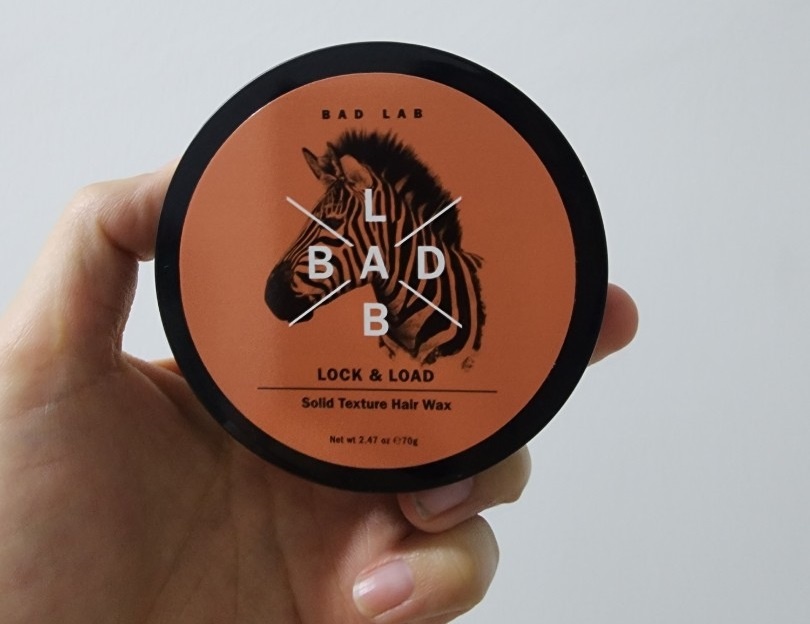 BAD LAB
L
BAD
B
LOCK & LOAD
Solid Texture Hair Wax
Net wt 2.47 oz ℮70g